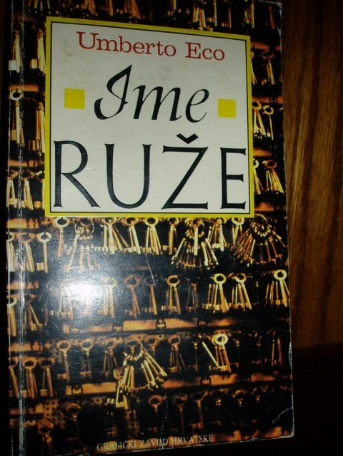 Umberto Eco
Ime
RUŽE
GRAFIČKI ZAVOD HRVATSKE